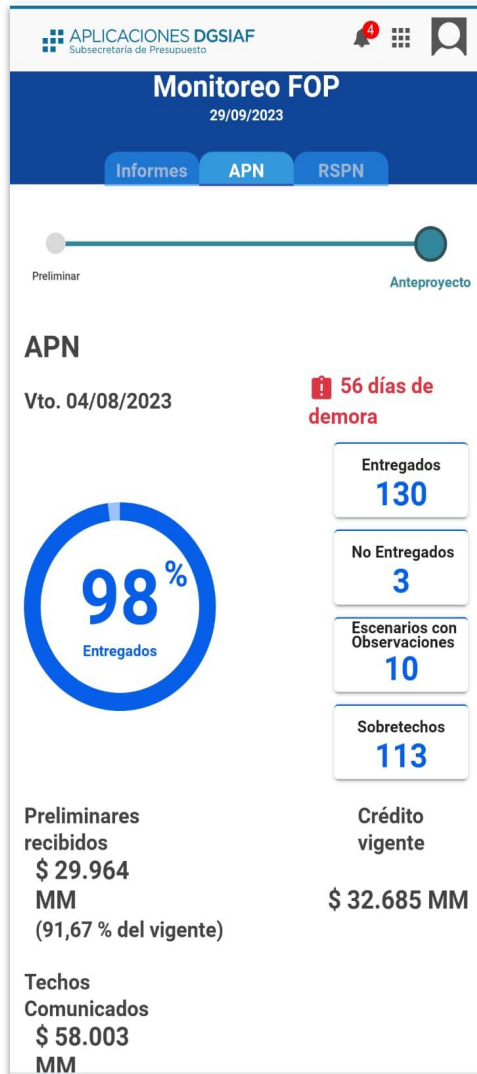 APLICACIONES DGSIAF
Subsecretaría de Presupuesto
4
Monitoreo FOP
29/09/2023
Informes
APN
RSPN
Preliminar
Anteproyecto
APN
Vto. 04/08/2023
56 días de
demora
98 %
Entregados
Entregados
130
No Entregados
3
Escenarios con
Observaciones
10
Sobretechos
113
Preliminares
recibidos
$ 29.964
MM
(91,67 % del vigente)
Crédito
vigente
$ 32.685 MM
Techos
Comunicados
$ 58.003
MM